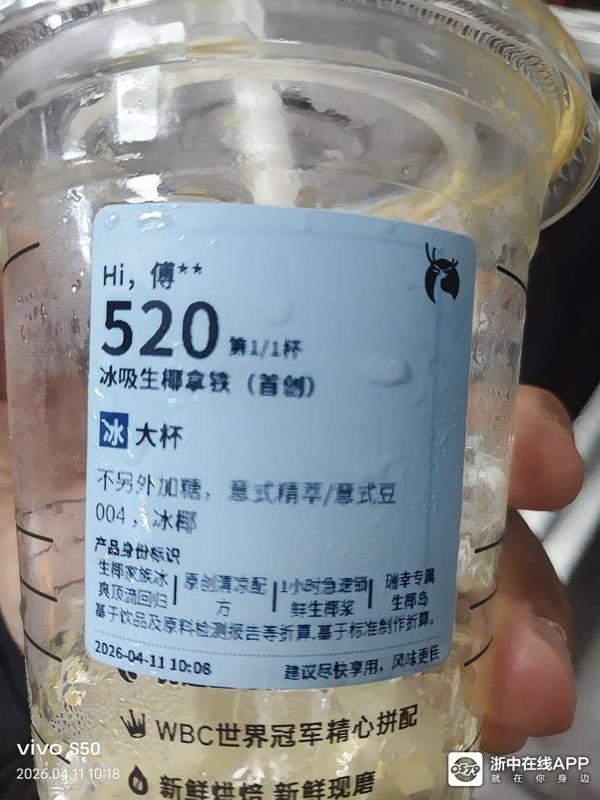 Hi，傅**
520 第1/1杯
冰吸生椰拿铁（首创）
冰 大杯
不另外加糖，意式精萃/意式豆
004，冰椰
产品身份标识
生椰家族冰爽顶流回归 | 原创清凉配方 | 1小时急速锁鲜生椰浆 | 瑞幸专属生椰岛
基于饮品及原料检测报告等折算,基于标准制作折算。
2026-04-11 10:08 建议尽快享用，风味更佳
WBC世界冠军精心拼配
新鲜烘焙 新鲜现磨
vivo S50
2026.04.11 10:18
浙中在线APP
就在你身边